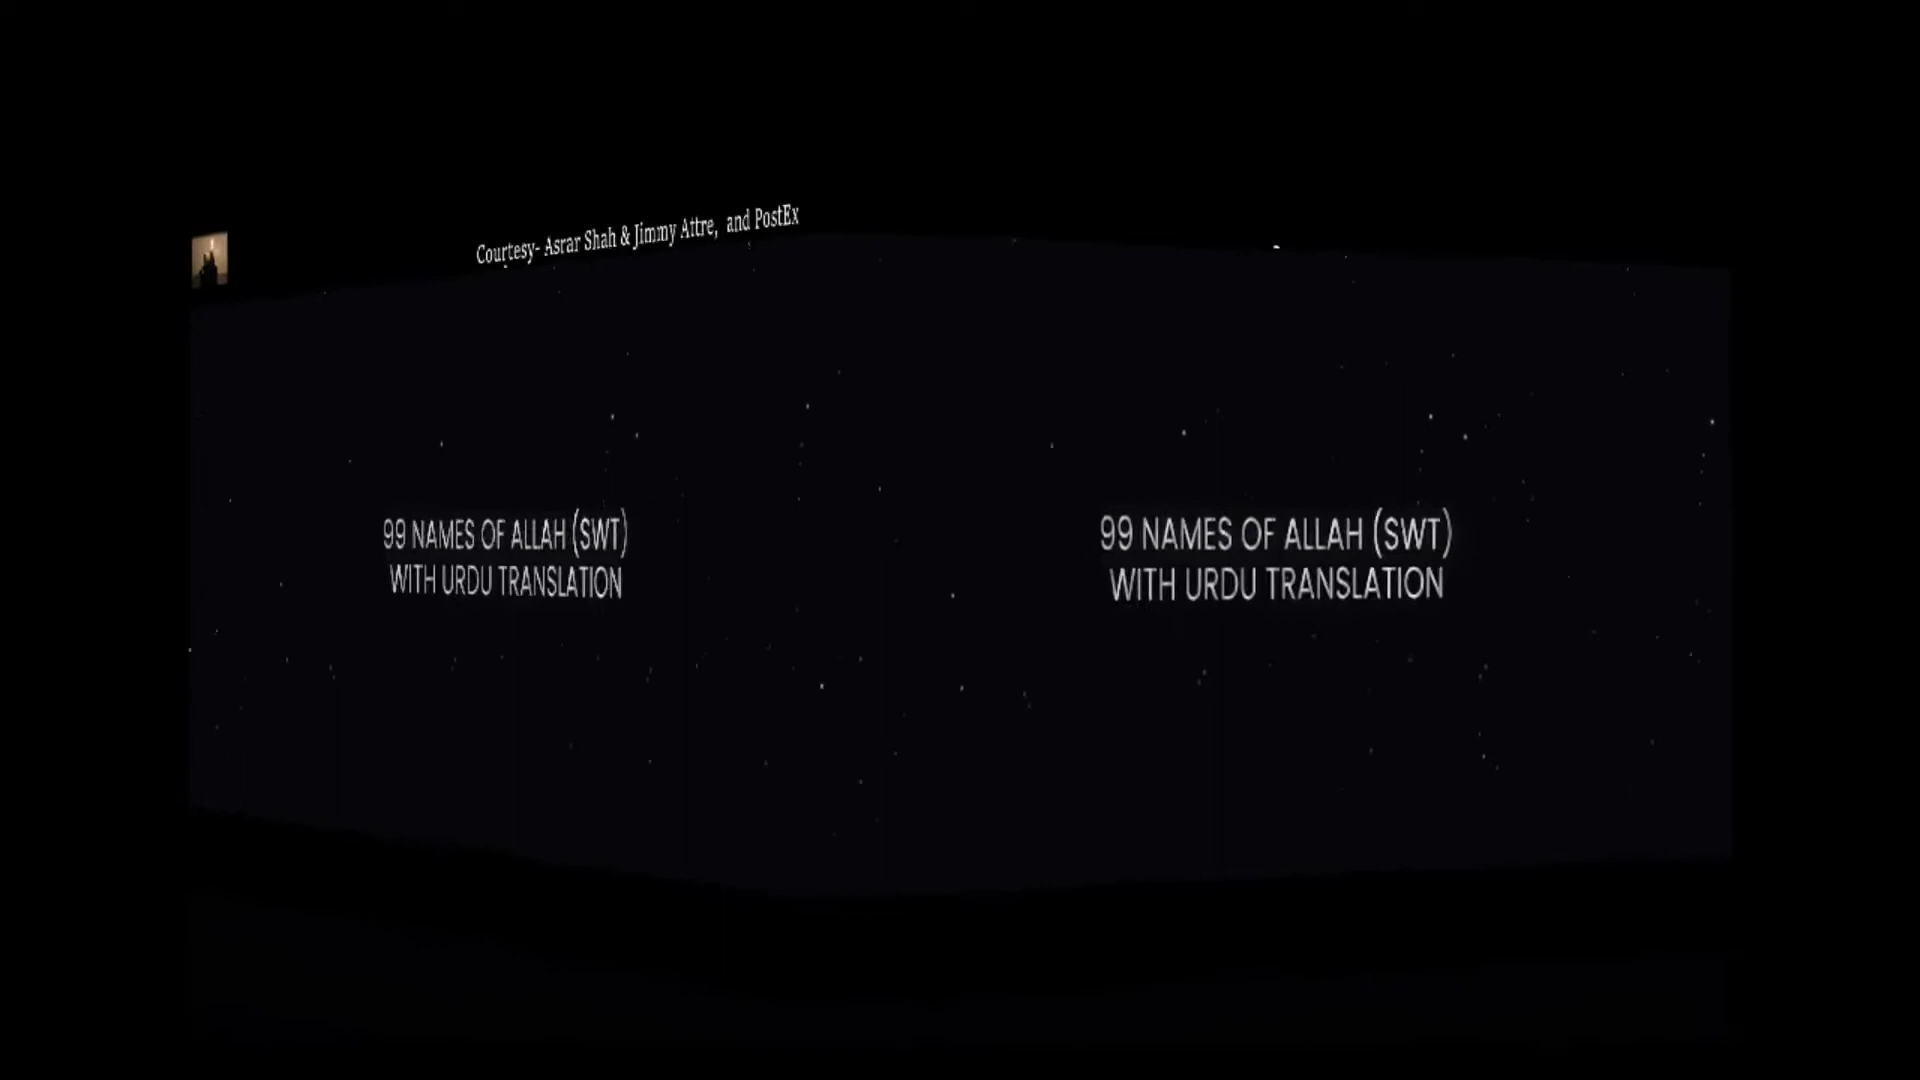 Courtesy- Asrar Shah & Jimmy Attre,  and PostEx
99 NAMES OF ALLAH (SWT)
WITH URDU TRANSLATION
99 NAMES OF ALLAH (SWT)
WITH URDU TRANSLATION